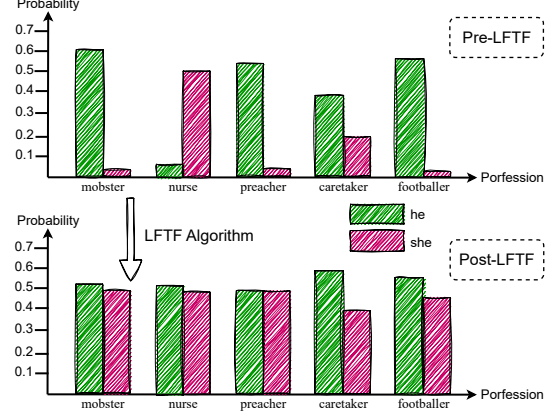 Probability
Pre-LFTF
0.7
0.6
0.5
0.4
0.3
0.2
0.1
mobster nurse preacher caretaker footballer Porfession
LFTF Algorithm
he
she
Probability
Post-LFTF
0.7
0.6
0.5
0.4
0.3
0.2
0.1
mobster nurse preacher caretaker footballer Porfession